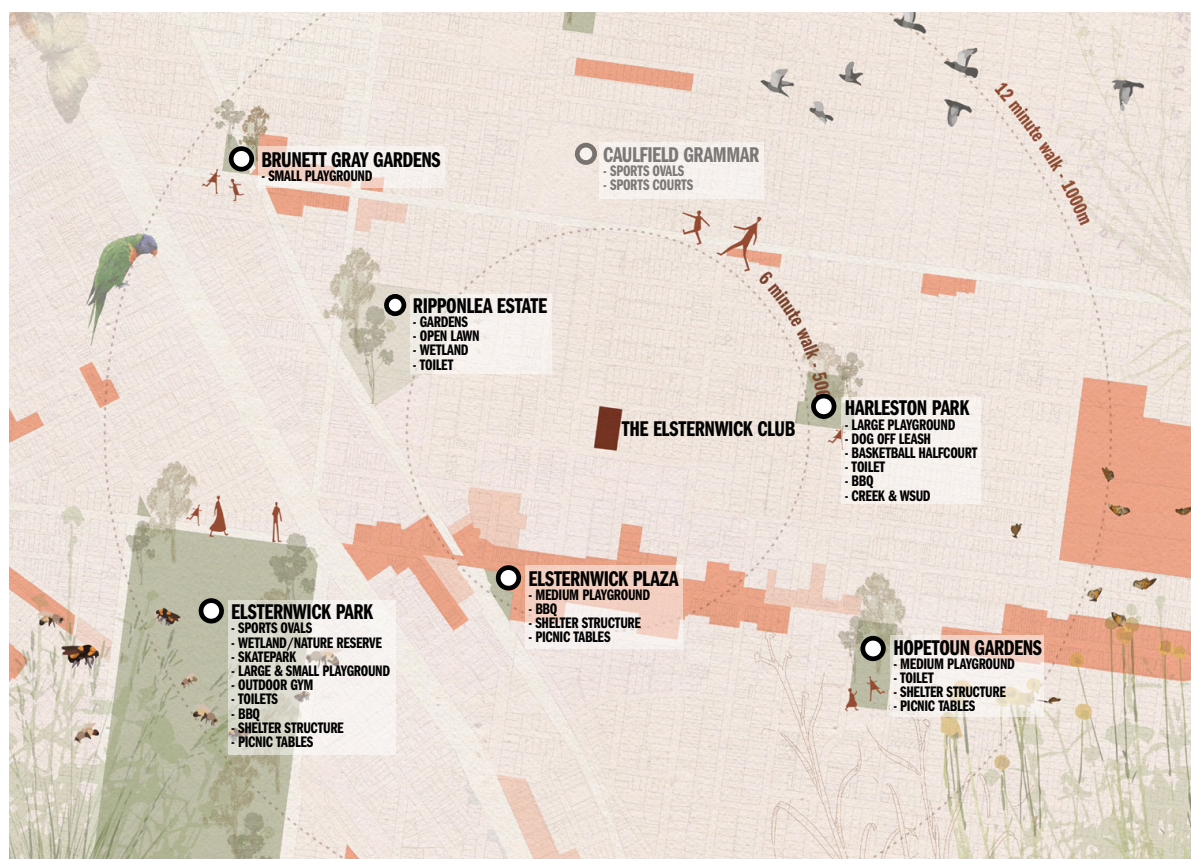 12 minute walk - 1000m
BRUNETT GRAY GARDENS
- SMALL PLAYGROUND
CAULFIELD GRAMMAR
- SPORTS OVALS
- SPORTS COURTS
6 minute walk - 500
RIPPONLEA ESTATE
- GARDENS
- OPEN LAWN
- WETLAND
- TOILET
THE ELSTERNWICK CLUB
HARLESTON PARK
- LARGE PLAYGROUND
- DOG OFF LEASH
- BASKETBALL HALFCOURT
- TOILET
- BBQ
- CREEK & WSUD
ELSTERNWICK PLAZA
- MEDIUM PLAYGROUND
- BBQ
- SHELTER STRUCTURE
- PICNIC TABLES
ELSTERNWICK PARK
- SPORTS OVALS
- WETLAND/NATURE RESERVE
- SKATEPARK
- LARGE & SMALL PLAYGROUND
- OUTDOOR GYM
- TOILETS
- BBQ
- SHELTER STRUCTURE
- PICNIC TABLES
HOPETOUN GARDENS
- MEDIUM PLAYGROUND
- TOILET
- SHELTER STRUCTURE
- PICNIC TABLES